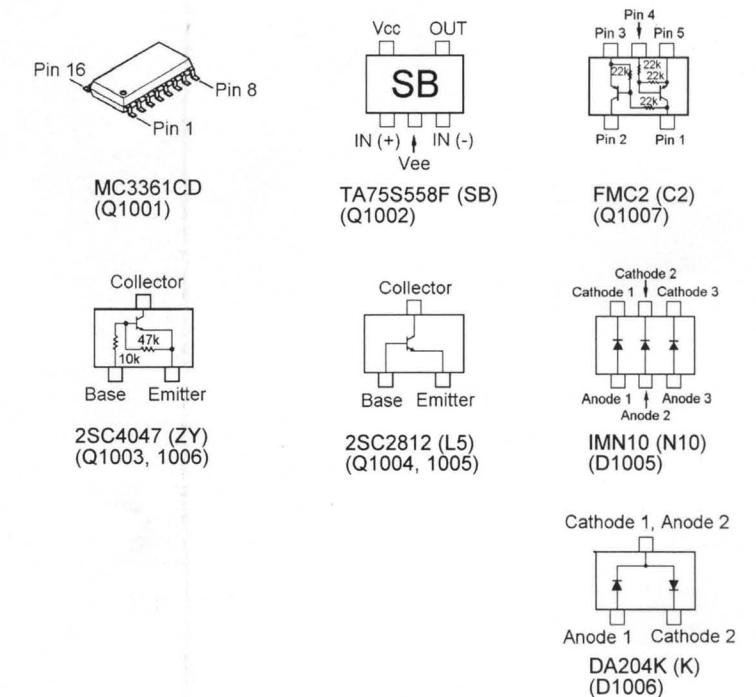 Pin 16
Pin 8
Pin 1
MC3361CD
(Q1001)
Vcc OUT
SB
IN (+) IN (-)
Vee
TA75S558F (SB)
(Q1002)
Pin 4
Pin 3 Pin 5
22k 22k
22k
22k
Pin 2 Pin 1
FMC2 (C2)
(Q1007)
Collector
47k
10k
Base Emitter
2SC4047 (ZY)
(Q1003, 1006)
Collector
Base Emitter
2SC2812 (L5)
(Q1004, 1005)
Cathode 2
Cathode 1 Cathode 3
Anode 1 Anode 3
Anode 2
IMN10 (N10)
(D1005)
Cathode 1, Anode 2
Anode 1 Cathode 2
DA204K (K)
(D1006)